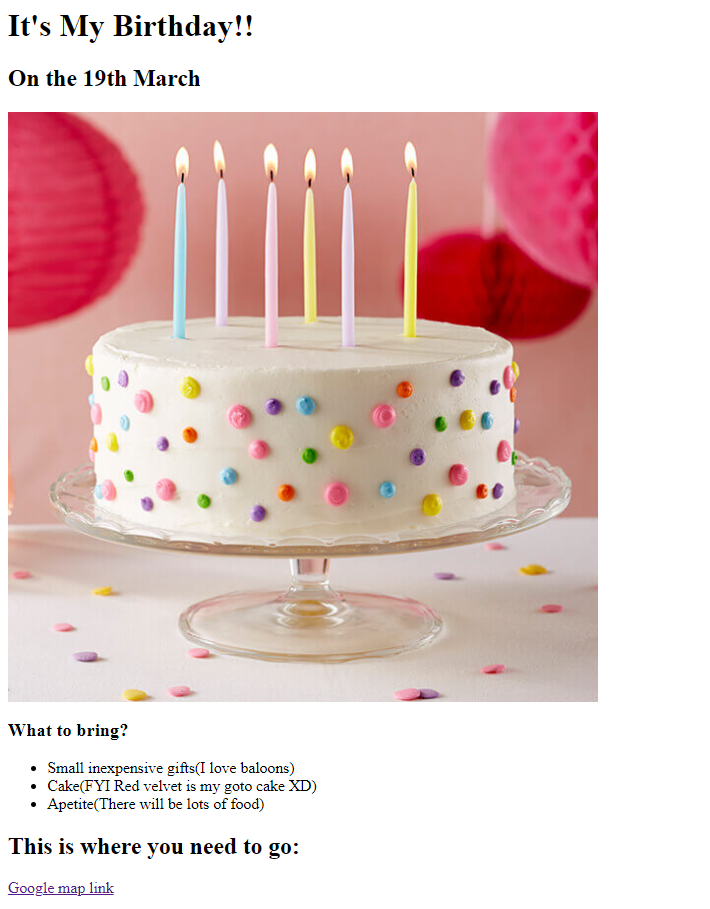 It's My Birthday!!
On the 19th March
What to bring?
Small inexpensive gifts(I love baloons)
Cake(FYI Red velvet is my goto cake XD)
Apetite(There will be lots of food)
This is where you need to go:
Google map link